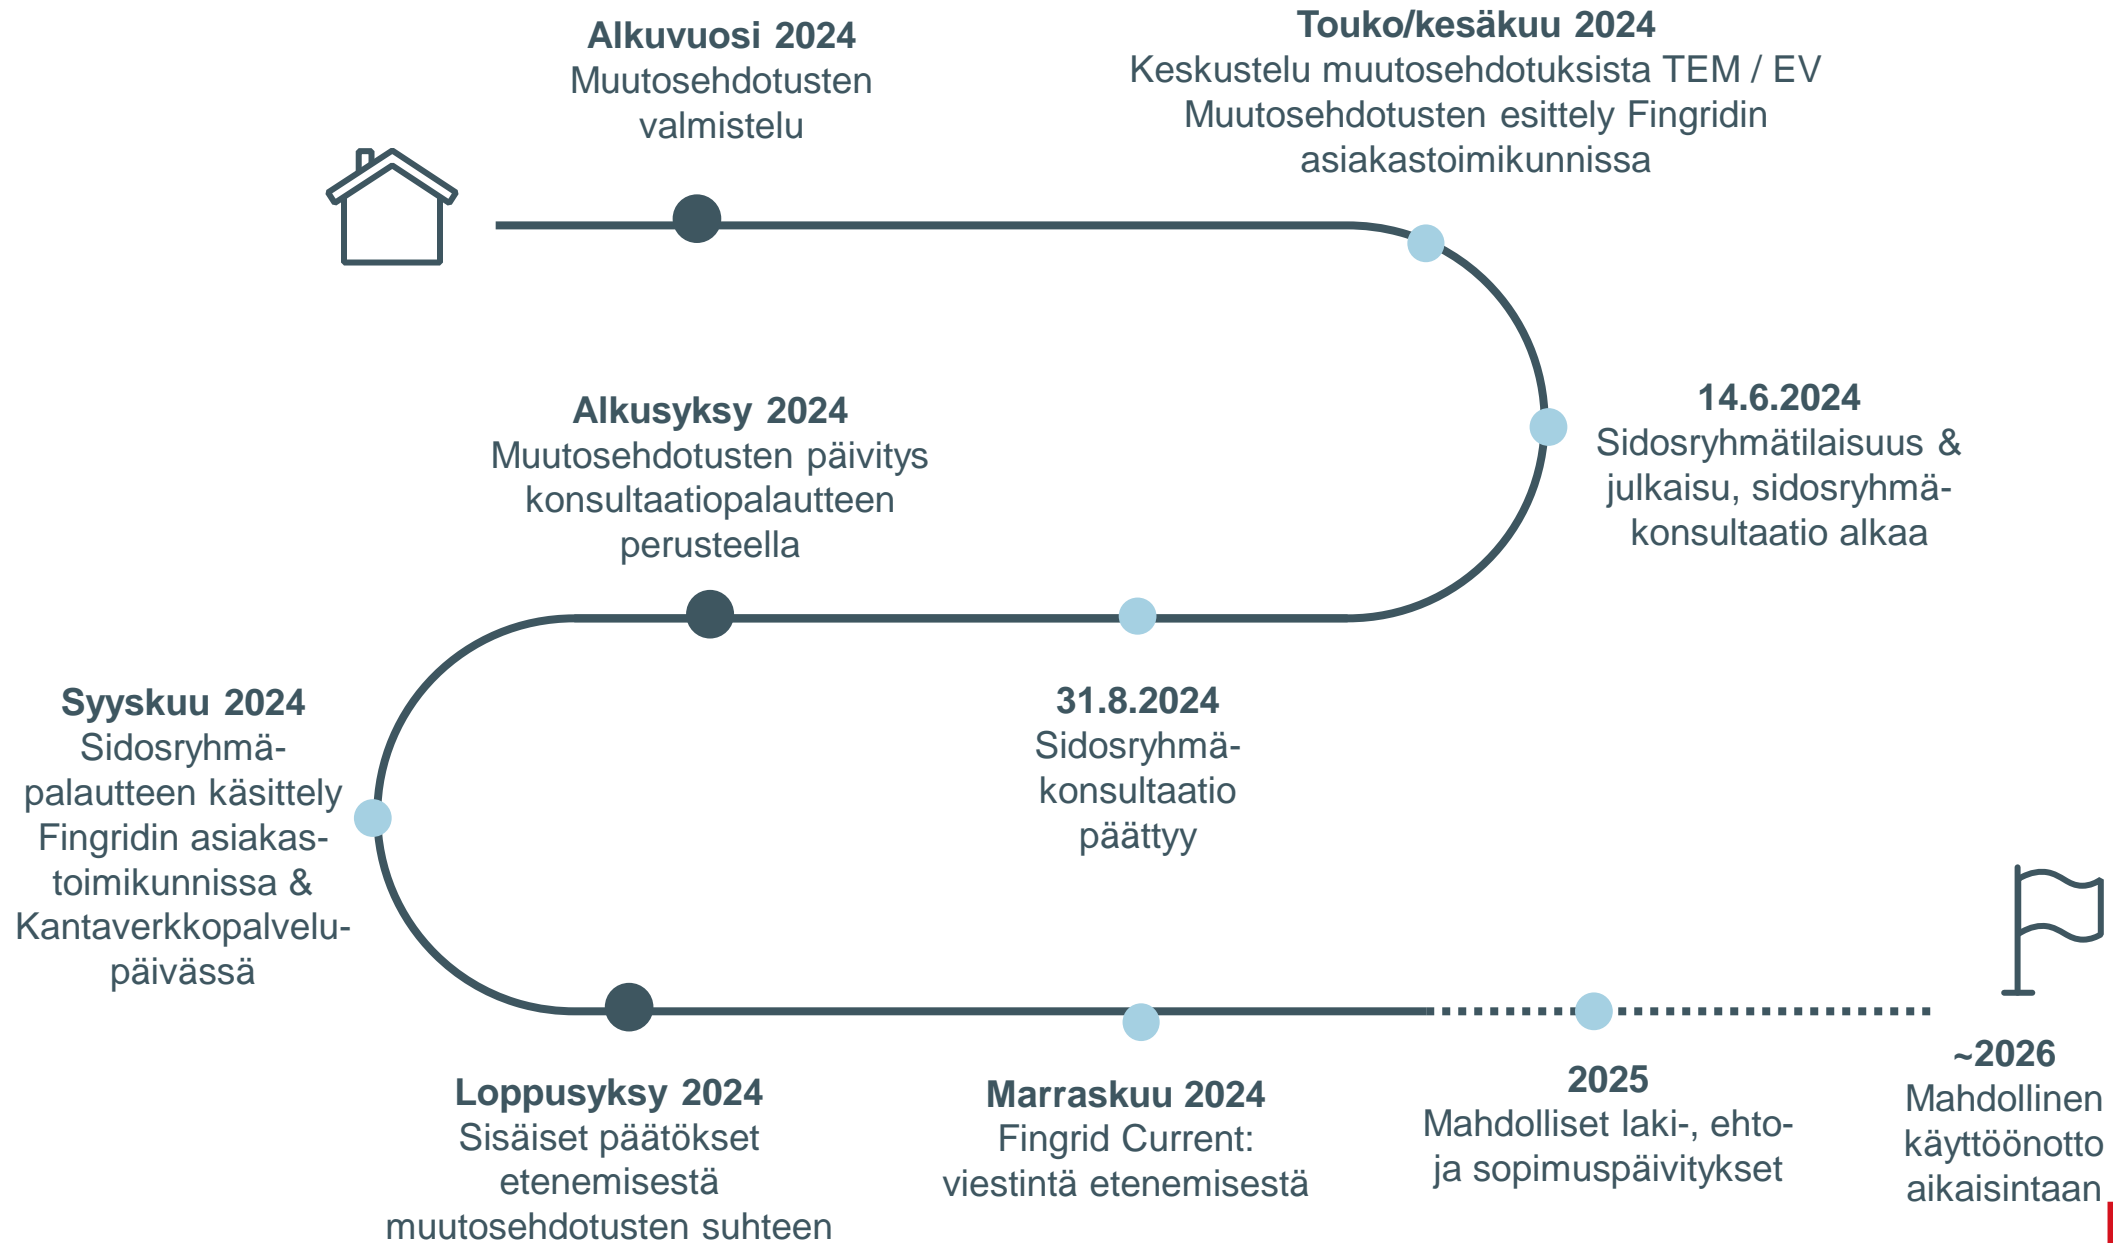 Alkuvuosi 2024
Muutosehdotusten
valmistelu
Touko/kesäkuu 2024
Keskustelu muutosehdotuksista TEM / EV
Muutosehdotusten esittely Fingridin
asiakastoimikunnissa
14.6.2024
Sidosryhmätilaisuus &
julkaisu, sidosryhmä-
konsultaatio alkaa
31.8.2024
Sidosryhmä-
konsultaatio
päättyy
Alkusyksy 2024
Muutosehdotusten päivitys
konsultaatiopalautteen
perusteella
Syyskuu 2024
Sidosryhmä-
palautteen käsittely
Fingridin asiakas-
toimikunnissa &
Kantaverkkopalvelu-
päivässä
Loppusyksy 2024
Sisäiset päätökset
etenemisestä
muutosehdotusten suhteen
Marraskuu 2024
Fingrid Current:
viestintä etenemisestä
2025
Mahdolliset laki-, ehto-
ja sopimuspäivitykset
~2026
Mahdollinen
käyttöönotto
aikaisintaan